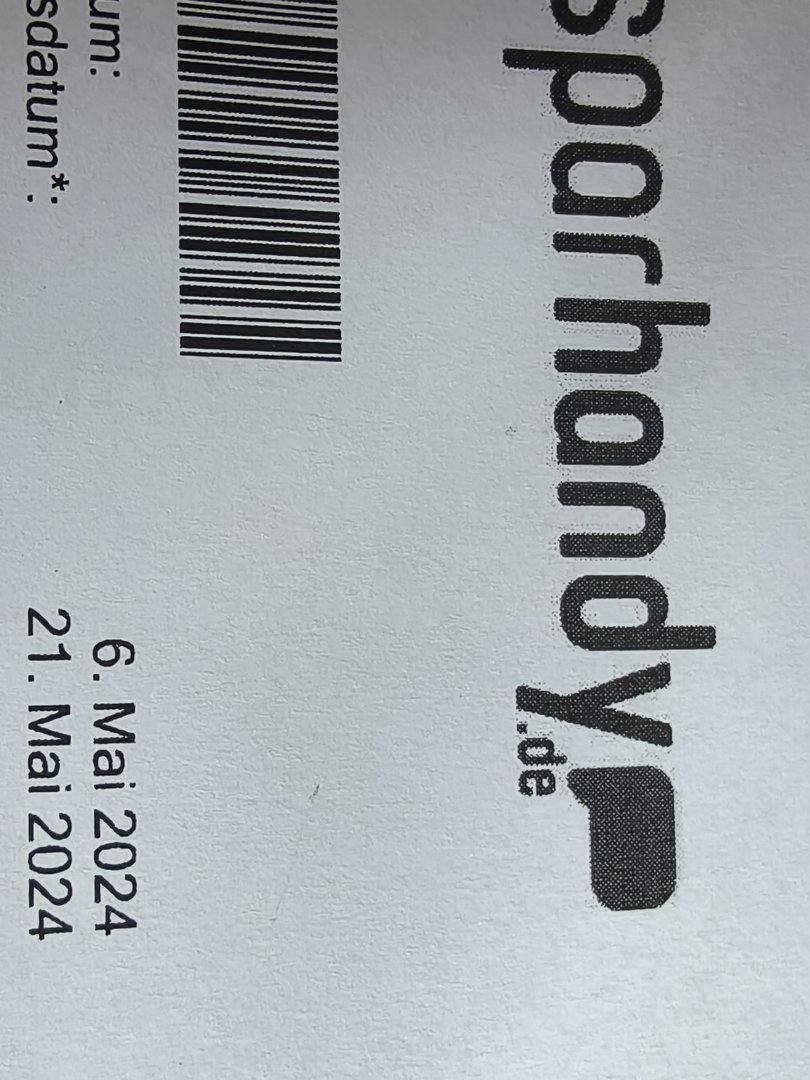 sparhandy
.de
um: 6. Mai 2024
sdatum*: 21. Mai 2024